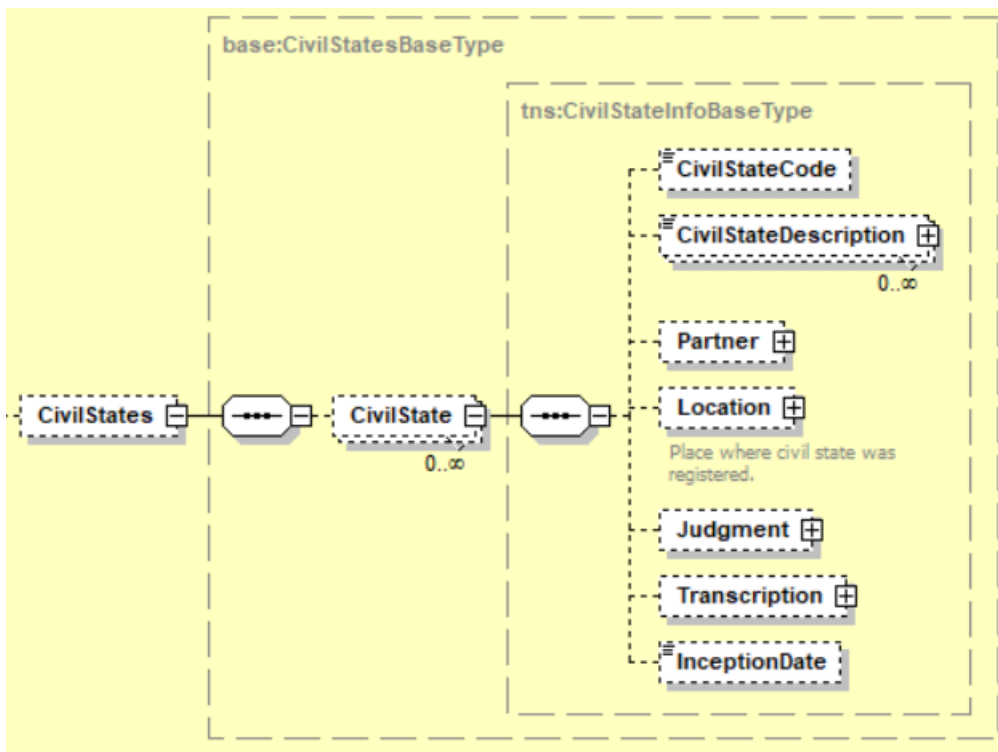 base:CivilStatesBaseType
tns:CivilStateInfoBaseType
CivilStateCode
CivilStateDescription
0..∞
Partner
CivilStates
CivilState
0..∞
Location
Place where civil state was
registered.
Judgment
Transcription
InceptionDate